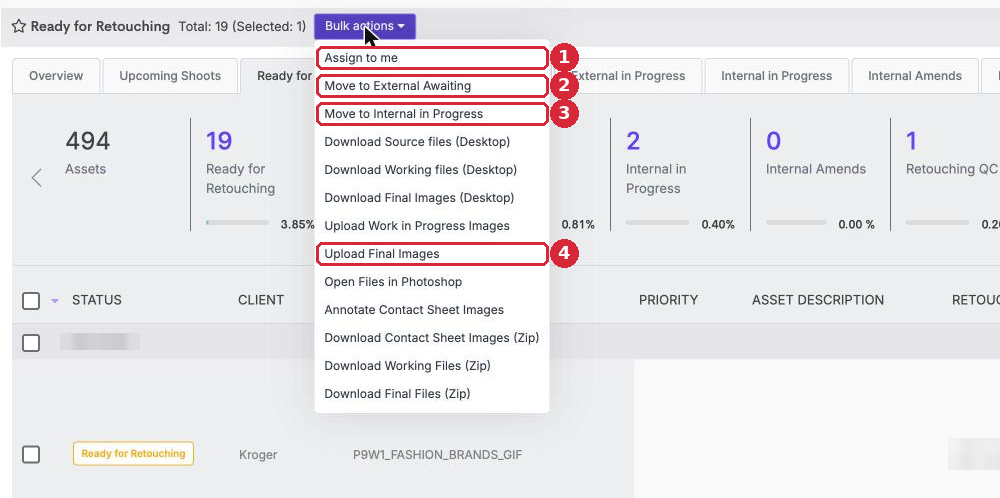 Ready for Retouching Total: 19 (Selected: 1) Bulk actions
Assign to me 1
Overview Upcoming Shoots Ready for External in Progress Internal in Progress Internal Amends
Move to External Awaiting 2
Move to Internal in Progress 3
494 19 2 0 1
Assets Ready for Retouching Internal in Progress Internal Amends Retouching QC
Download Source files (Desktop)
Download Working files (Desktop)
Download Final Images (Desktop)
3.85% Upload Work in Progress Images 0.81% 0.40% 0.00 % 0.20
Upload Final Images 4
Open Files in Photoshop
STATUS CLIENT PRIORITY ASSET DESCRIPTION RETOUC
Annotate Contact Sheet Images
Download Contact Sheet Images (Zip)
Download Working Files (Zip)
Download Final Files (Zip)
Ready for Retouching Kroger P9W1_FASHION_BRANDS_GIF